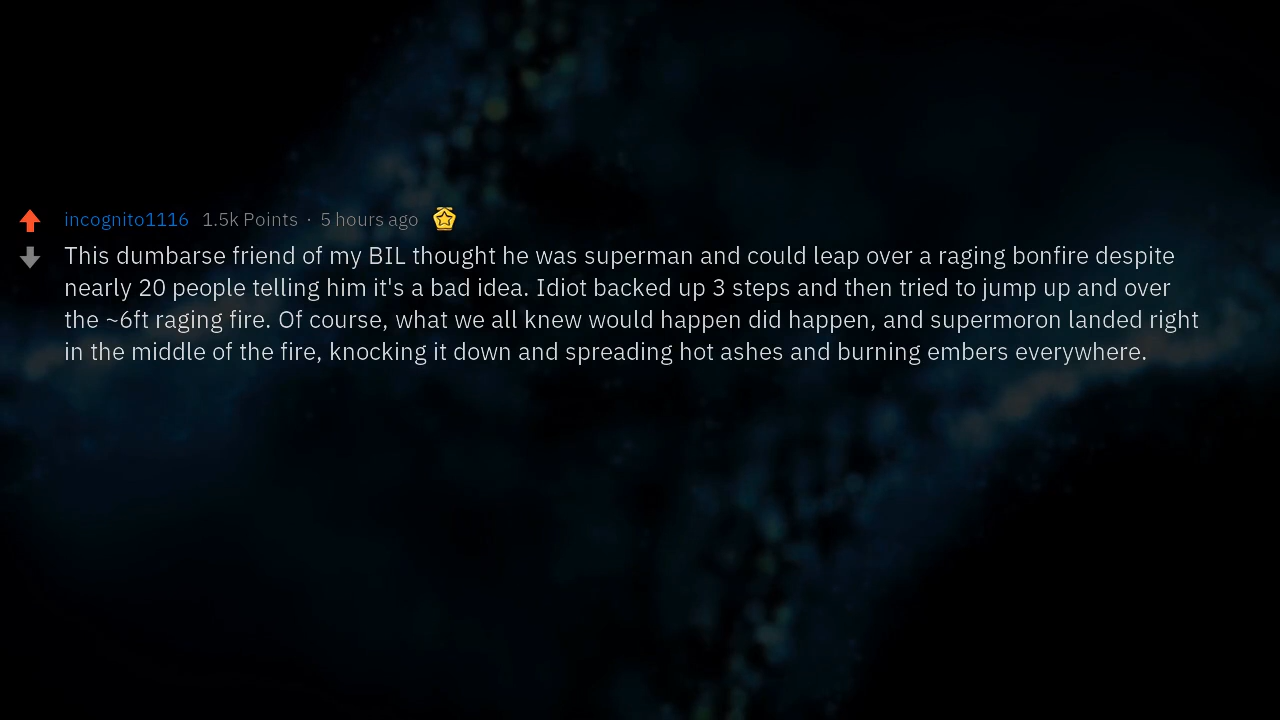 incognito1116 1.5k Points · 5 hours ago
This dumbarse friend of my BIL thought he was superman and could leap over a raging bonfire despite
nearly 20 people telling him it's a bad idea. Idiot backed up 3 steps and then tried to jump up and over
the ~6ft raging fire. Of course, what we all knew would happen did happen, and supermoron landed right
in the middle of the fire, knocking it down and spreading hot ashes and burning embers everywhere.